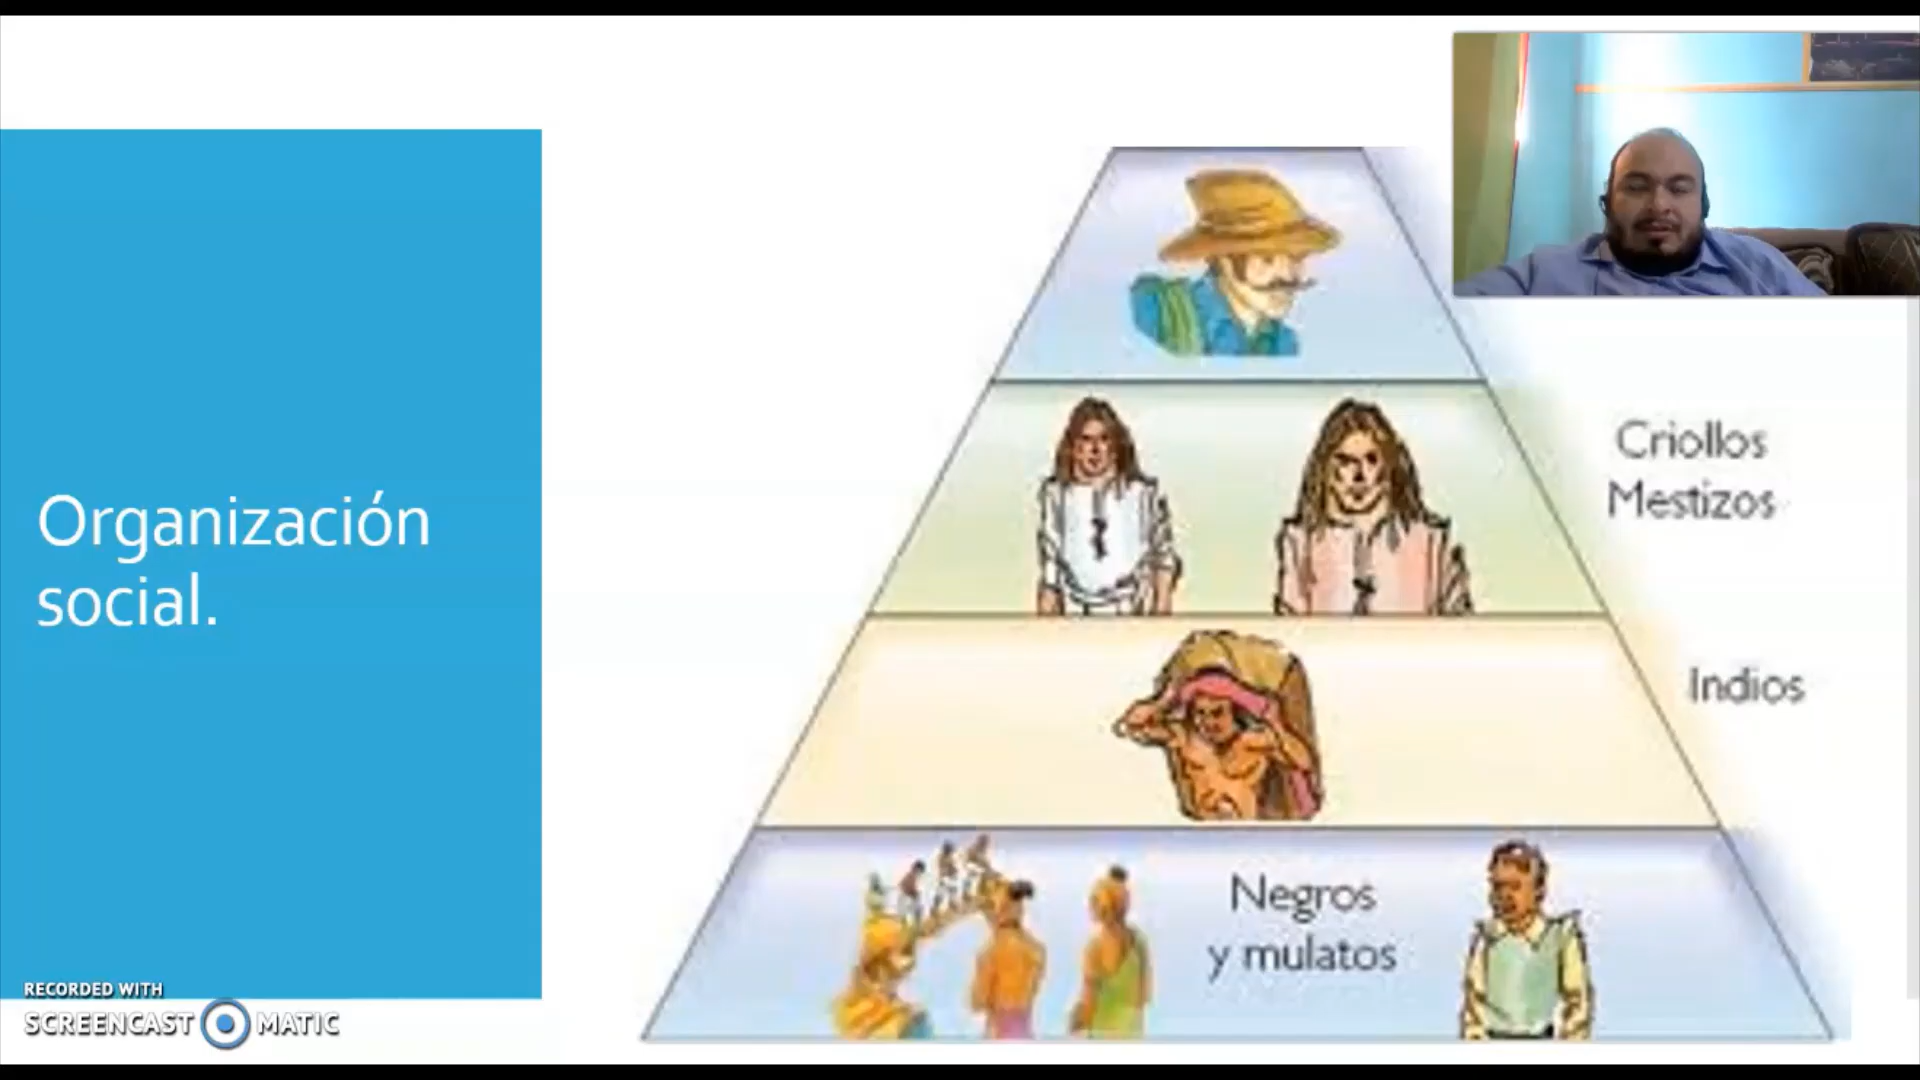 Organización
social.
Criollos
Mestizos
Indios
Negros
y mulatos
RECORDED WITH
SCREENCAST MATIC